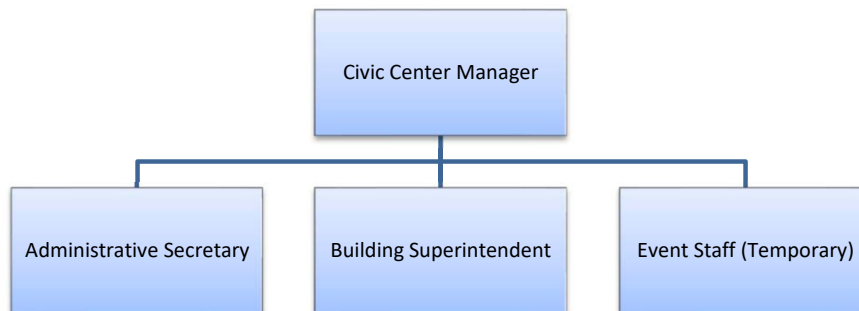 Civic Center Manager
Administrative Secretary
Building Superintendent
Event Staff (Temporary)